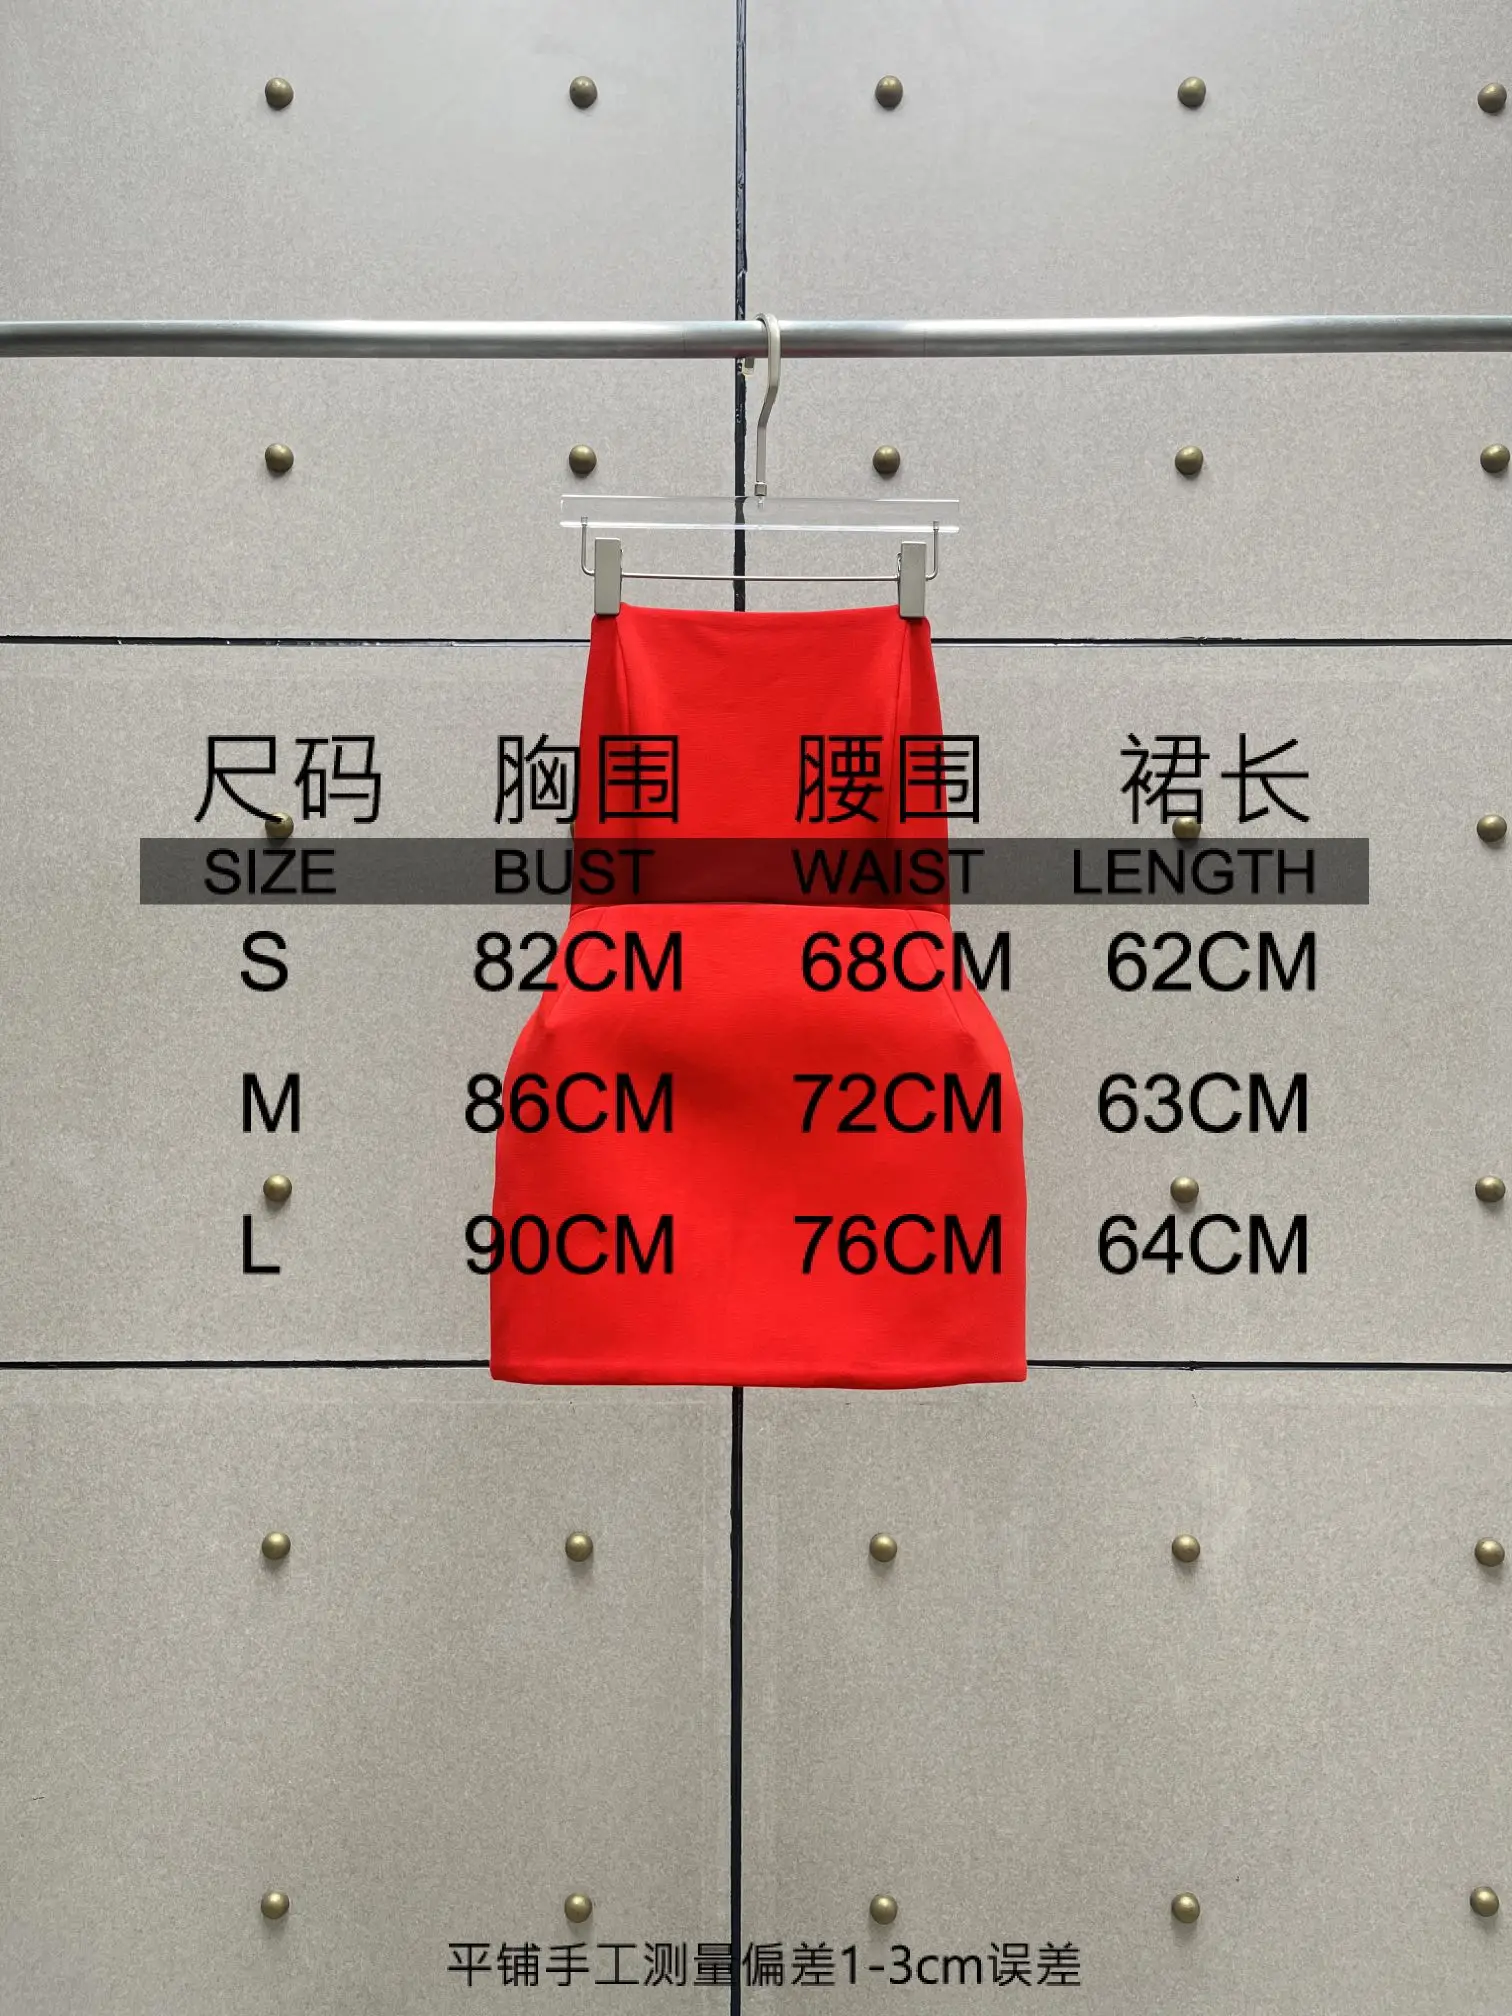 尺码 胸围 腰围 裙长
SIZE BUST WAIST LENGTH
S 82CM 68CM 62CM
M 86CM 72CM 63CM
L 90CM 76CM 64CM
平铺手工测量偏差1-3cm误差